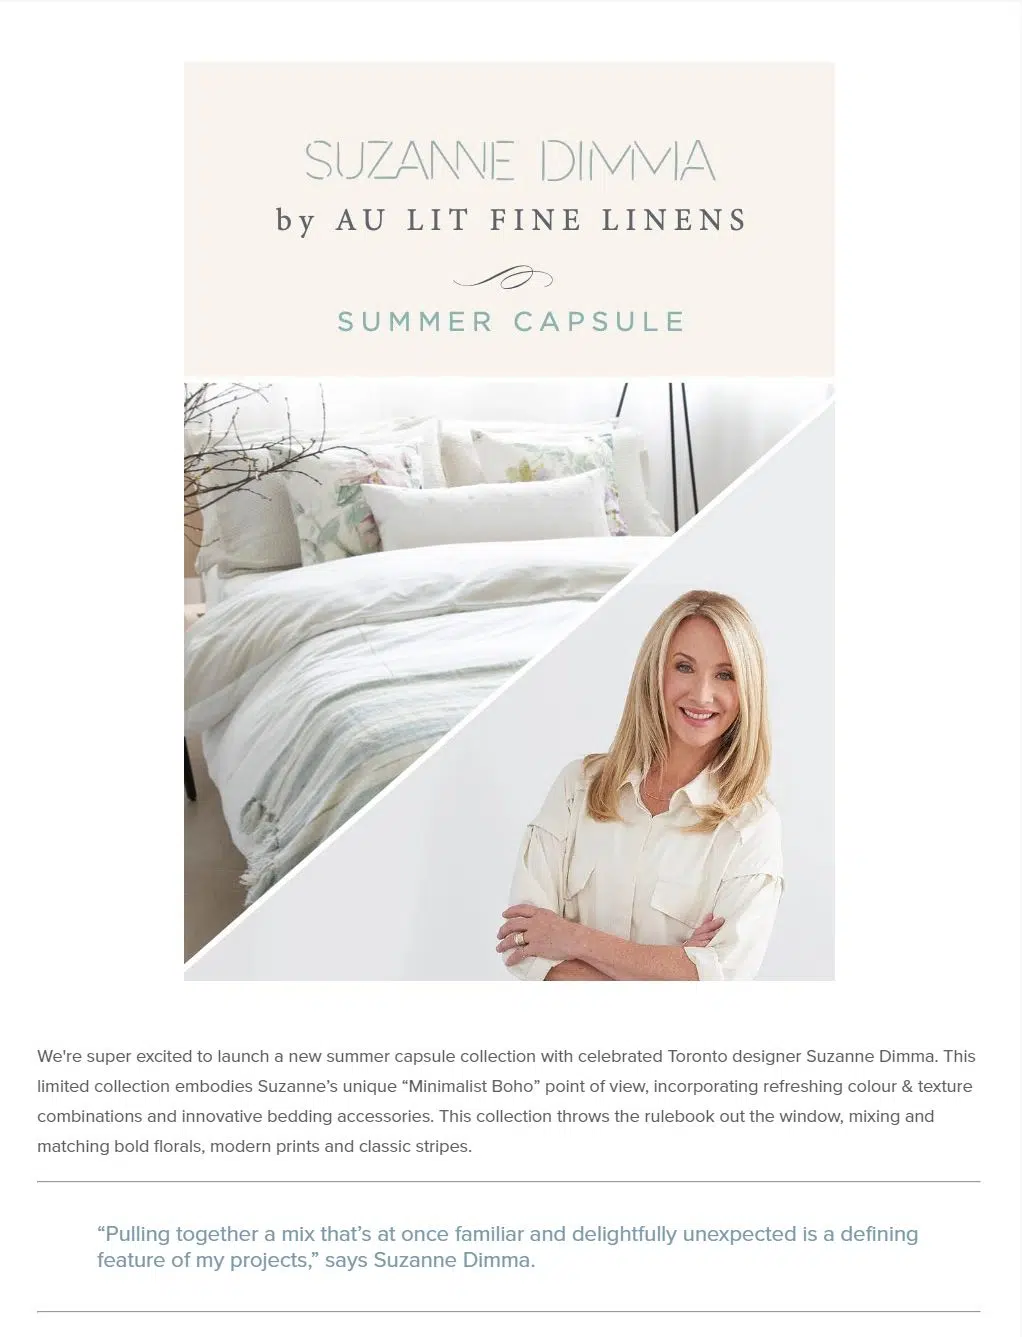 SUZANNE DIMMA
by AU LIT FINE LINENS
SUMMER CAPSULE
We're super excited to launch a new summer capsule collection with celebrated Toronto designer Suzanne Dimma. This
limited collection embodies Suzanne’s unique “Minimalist Boho” point of view, incorporating refreshing colour & texture
combinations and innovative bedding accessories. This collection throws the rulebook out the window, mixing and
matching bold florals, modern prints and classic stripes.
“Pulling together a mix that’s at once familiar and delightfully unexpected is a defining
feature of my projects,” says Suzanne Dimma.